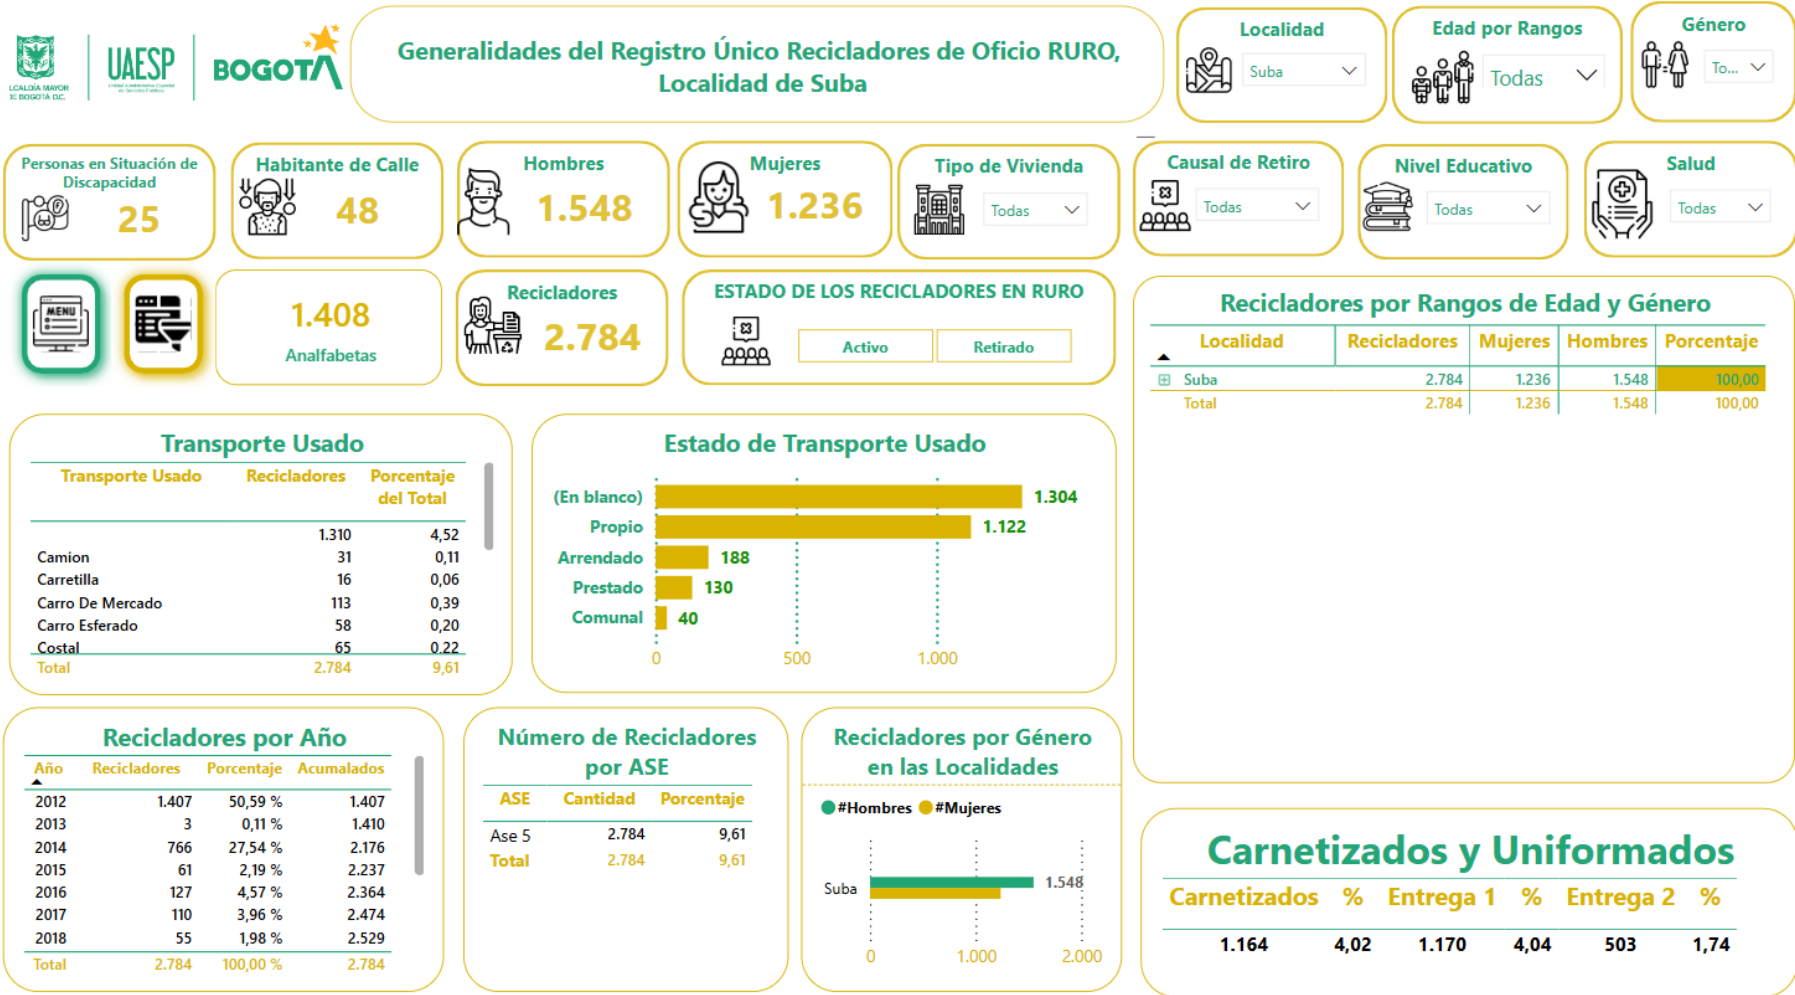 ALCALDÍA MAYOR
DE BOGOTÁ D.C.
UAESP
BOGOTÁ
Generalidades del Registro Único Recicladores de Oficio RURO,
Localidad de Suba
Localidad
Suba
Edad por Rangos
Todas
Género
To...
Personas en Situación de
Discapacidad
25
Habitante de Calle
48
Hombres
1.548
Mujeres
1.236
Tipo de Vivienda
Todas
Causal de Retiro
Todas
Nivel Educativo
Todas
Salud
Todas
MENU
1.408
Analfabetas
Recicladores
2.784
ESTADO DE LOS RECICLADORES EN RURO
Activo Retirado
Recicladores por Rangos de Edad y Género
Localidad Recicladores Mujeres Hombres Porcentaje
Suba 2.784 1.236 1.548 100,00
Total 2.784 1.236 1.548 100,00
Transporte Usado
Transporte Usado Recicladores Porcentaje
del Total
1.310 4,52
Camion 31 0,11
Carretilla 16 0,06
Carro De Mercado 113 0,39
Carro Esferado 58 0,20
Costal 65 0,22
Total 2.784 9,61
Estado de Transporte Usado
(En blanco) 1.304
Propio 1.122
Arrendado 188
Prestado 130
Comunal 40
0 500 1.000
Recicladores por Año
Año Recicladores Porcentaje Acumalados
2012 1.407 50,59 % 1.407
2013 3 0,11 % 1.410
2014 766 27,54 % 2.176
2015 61 2,19 % 2.237
2016 127 4,57 % 2.364
2017 110 3,96 % 2.474
2018 55 1,98 % 2.529
Total 2.784 100,00 % 2.784
Número de Recicladores
por ASE
ASE Cantidad Porcentaje
Ase 5 2.784 9,61
Total 2.784 9,61
Recicladores por Género
en las Localidades
#Hombres #Mujeres
Suba 1.548
0 1.000 2.000
Carnetizados y Uniformados
Carnetizados % Entrega 1 % Entrega 2 %
1.164 4,02 1.170 4,04 503 1,74